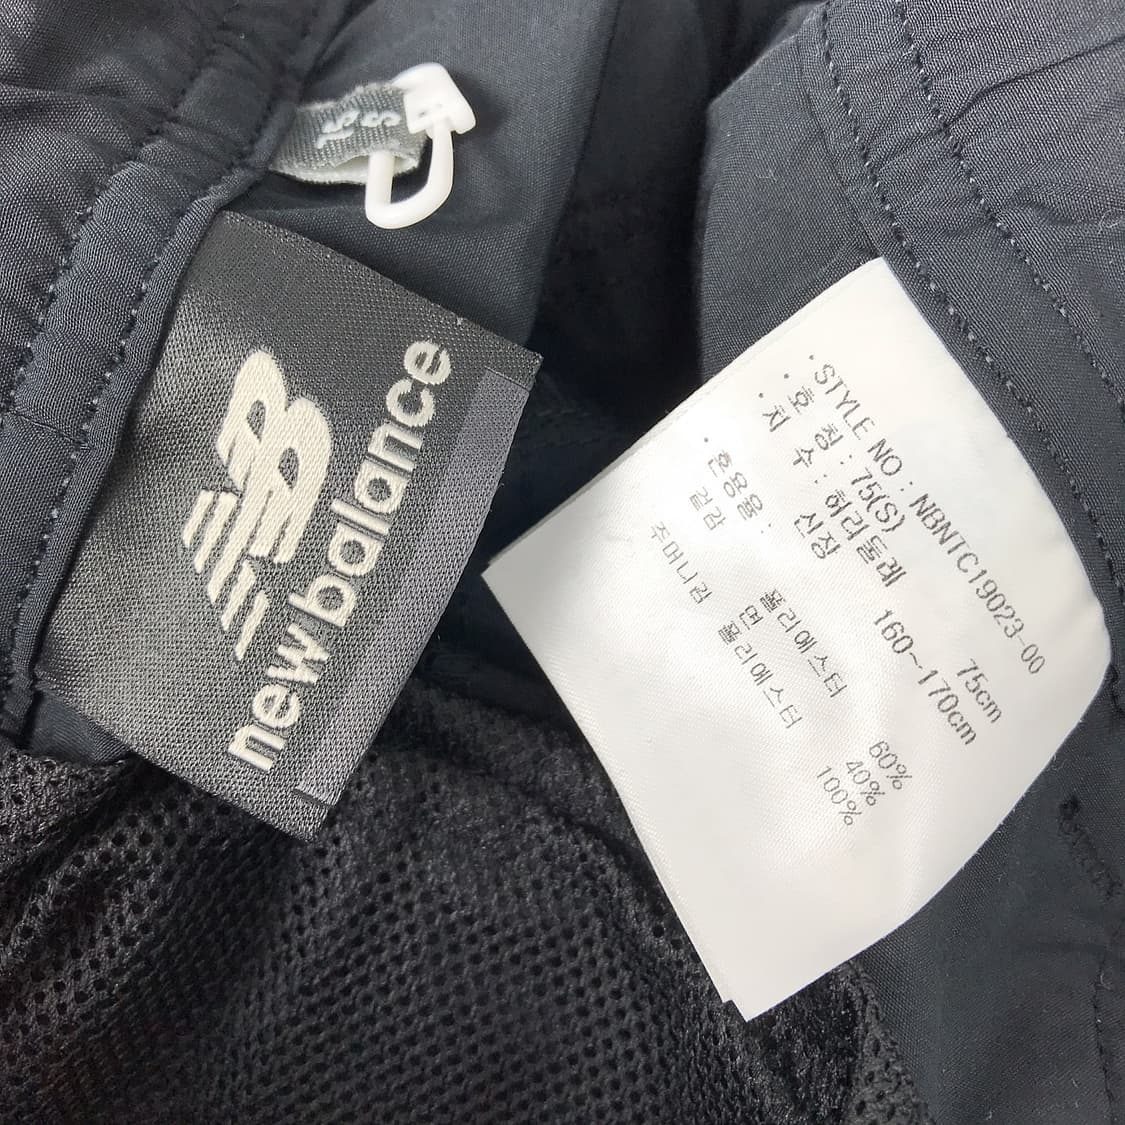 new balance
· STYLE NO : NBNTC19023-00
· 호 칭 : 75(S)
· 치 수 : 허리둘레 75cm
신장 160~170cm
· 혼용율 :
겉감 폴리에스터 60%
면 40%
주머니감 폴리에스터 100%